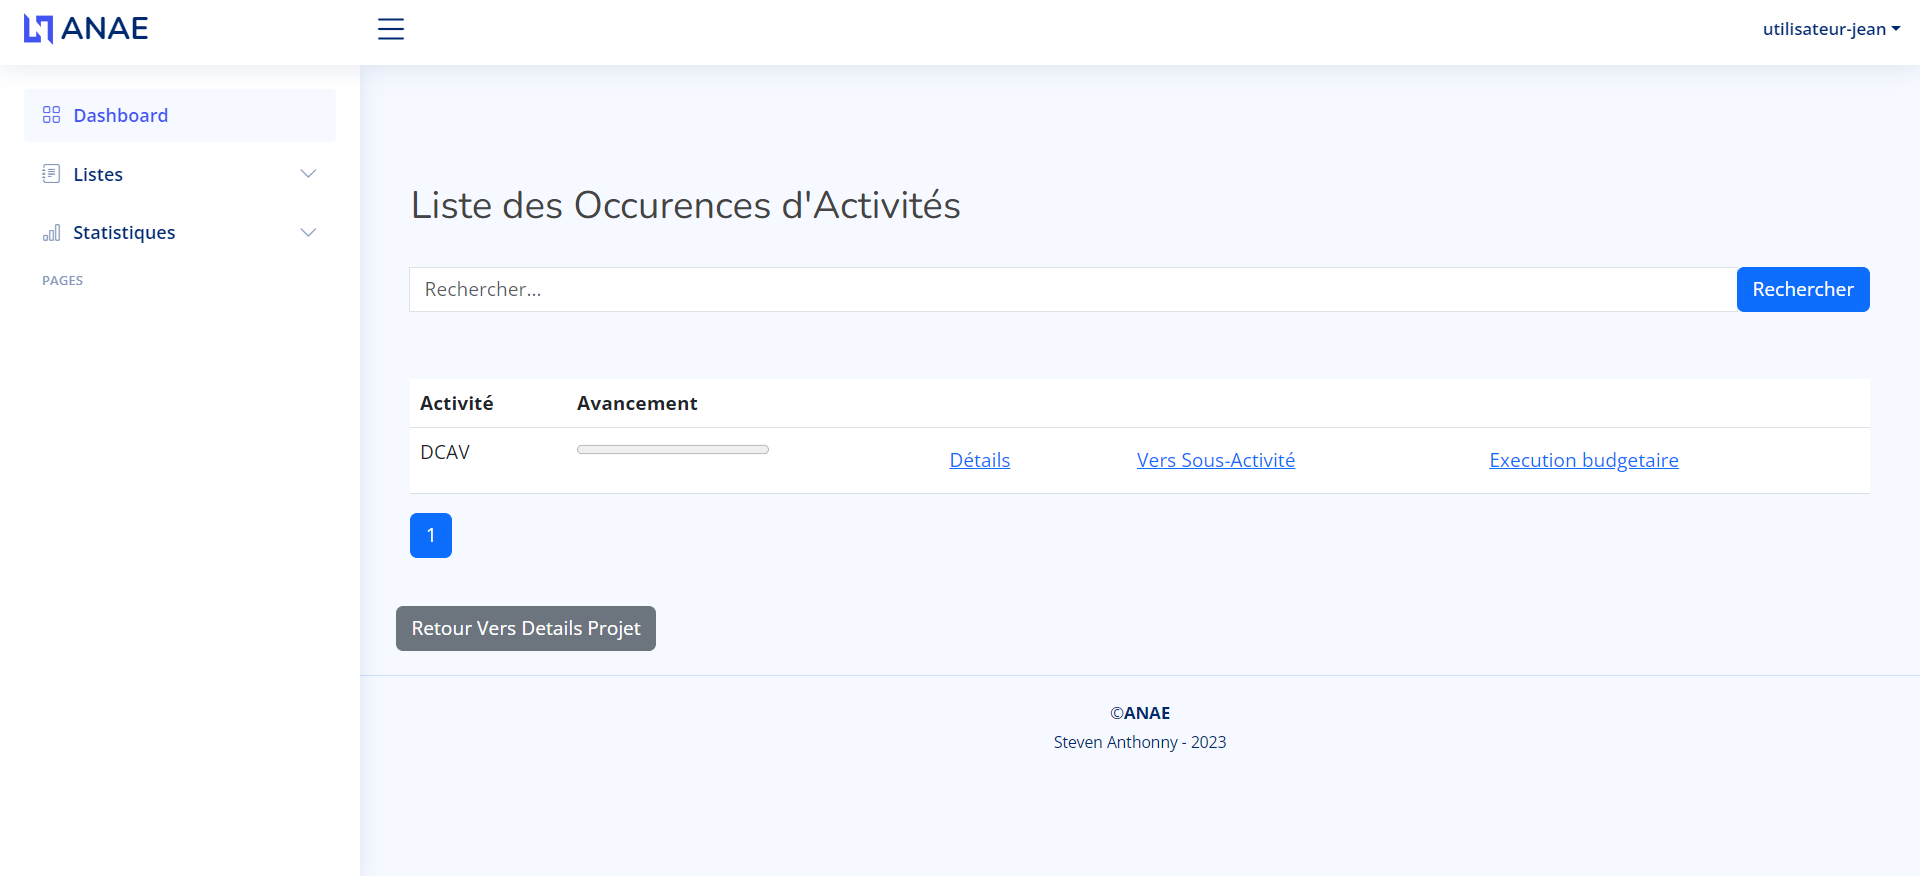 ANAE
utilisateur-jean
Dashboard
Listes
Statistiques
PAGES
Liste des Occurences d'Activités
Rechercher...
Rechercher
Activité Avancement
DCAV Détails Vers Sous-Activité Execution budgetaire
1
Retour Vers Details Projet
©ANAE
Steven Anthonny - 2023